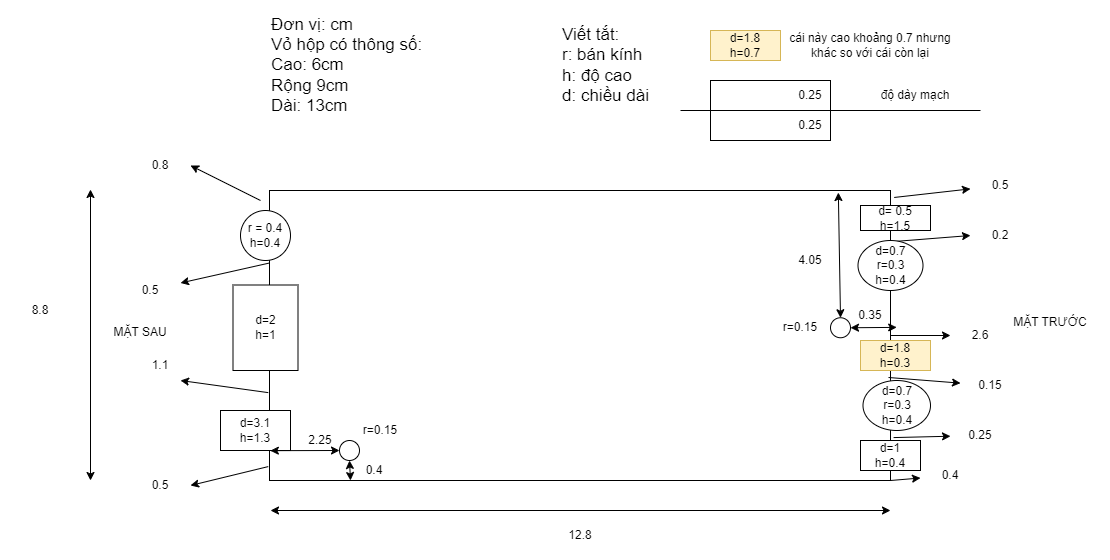 Đơn vị: cm
Vỏ hộp có thông số:
Cao: 6cm
Rộng 9cm
Dài: 13cm
Viết tắt:
r: bán kính
h: độ cao
d: chiều dài
d=1.8
h=0.7
cái này cao khoảng 0.7 nhưng
khác so với cái còn lại
0.25
độ dày mạch
0.25
0.8
r = 0.4
h=0.4
0.5
8.8
d=2
h=1
MẶT SAU
1.1
d=3.1
h=1.3
2.25
r=0.15
0.4
0.5
12.8
0.5
d= 0.5
h=1.5
0.2
d=0.7
r=0.3
h=0.4
4.05
0.35
r=0.15
MẶT TRƯỚC
2.6
d=1.8
h=0.3
0.15
d=0.7
r=0.3
h=0.4
0.25
d=1
h=0.4
0.4